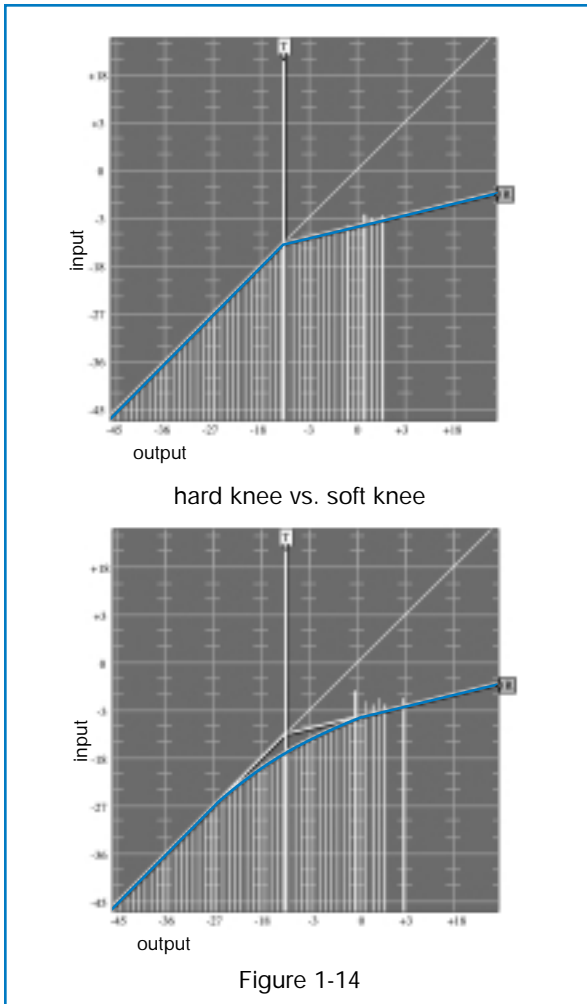 T
+18
+3
0
R
-3
input
-18
-27
-36
-45
-45 -36 -27 -18 -3 0 +3 +18
output
hard knee vs. soft knee
T
+18
+3
0
R
-3
input
-18
-27
-36
-45
-45 -36 -27 -18 -3 0 +3 +18
output
Figure 1-14